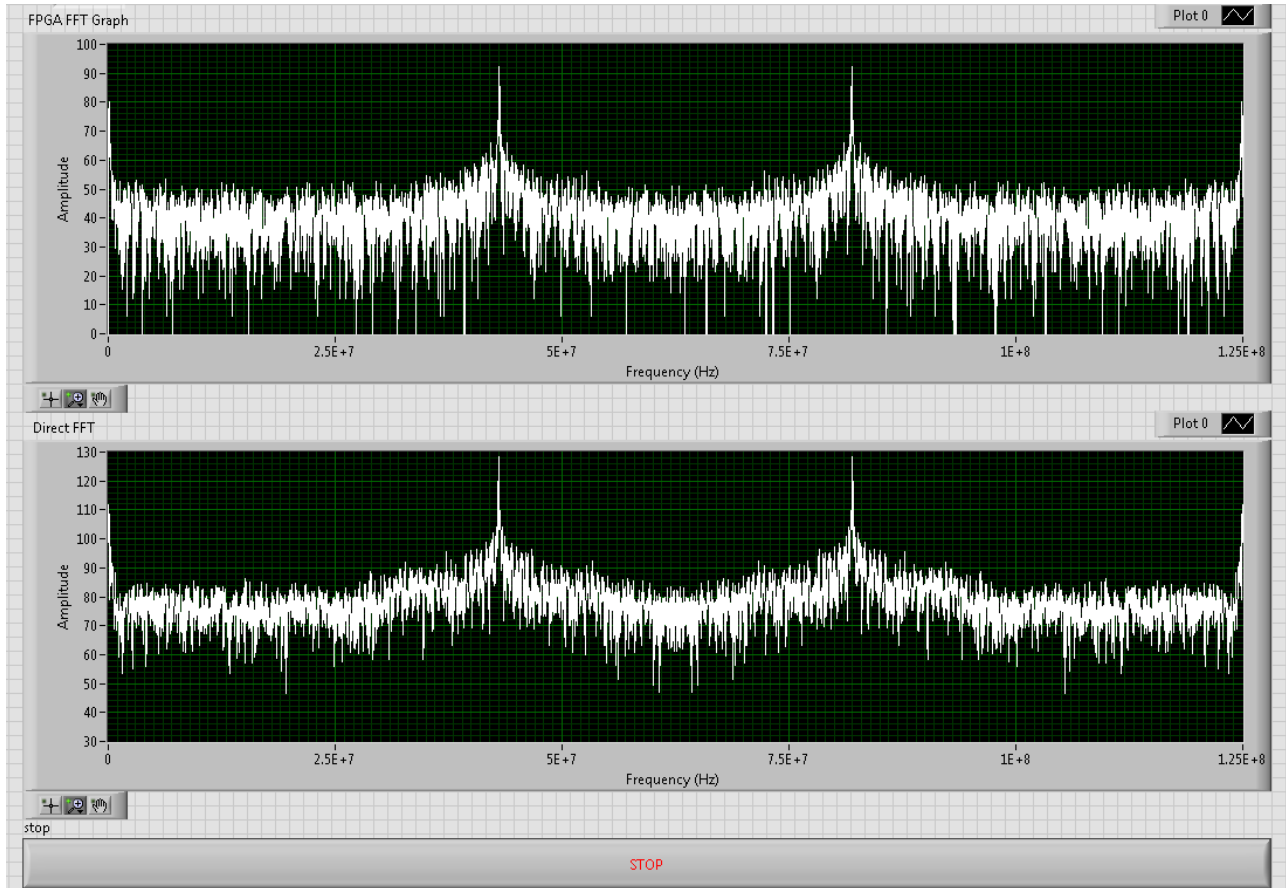 FPGA FFT Graph
Plot 0
100
90
80
70
60
50
40
30
20
10
0
Amplitude
0 2.5E+7 5E+7 7.5E+7 1E+8 1.25E+8
Frequency (Hz)
Direct FFT
Plot 0
130
120
110
100
90
80
70
60
50
40
30
Amplitude
0 2.5E+7 5E+7 7.5E+7 1E+8 1.25E+8
Frequency (Hz)
stop
STOP